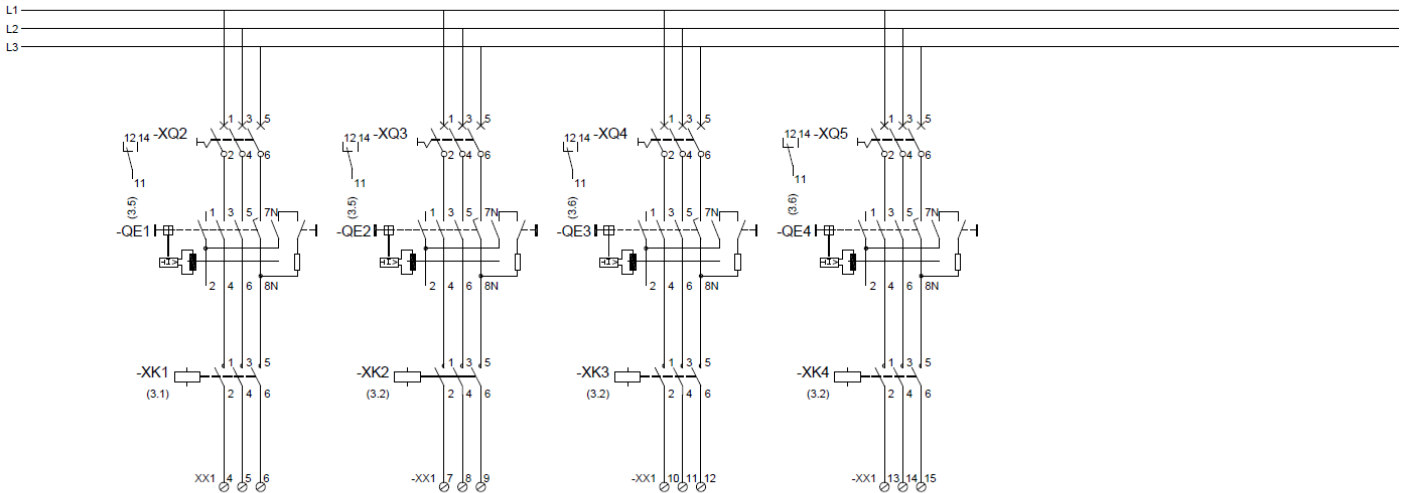 L1
L2
L3
1 3 5
1 3 5
1 3 5
1 3 5
12 14 -XQ2
12 14 -XQ3
12 14 -XQ4
12 14 -XQ5
2 4 6
2 4 6
2 4 6
2 4 6
11
11
11
11
(3.5)
(3.5)
(3.6)
(3.6)
1 3 5 7N
1 3 5 7N
1 3 5 7N
1 3 5 7N
-QE1
-QE2
-QE3
-QE4
2 4 6 8N
2 4 6 8N
2 4 6 8N
2 4 6 8N
1 3 5
1 3 5
1 3 5
1 3 5
-XK1
-XK2
-XK3
-XK4
(3.1)
(3.2)
(3.2)
(3.2)
2 4 6
2 4 6
2 4 6
2 4 6
XX1 4 5 6
-XX1 7 8 9
-XX1 10 11 12
-XX1 13 14 15